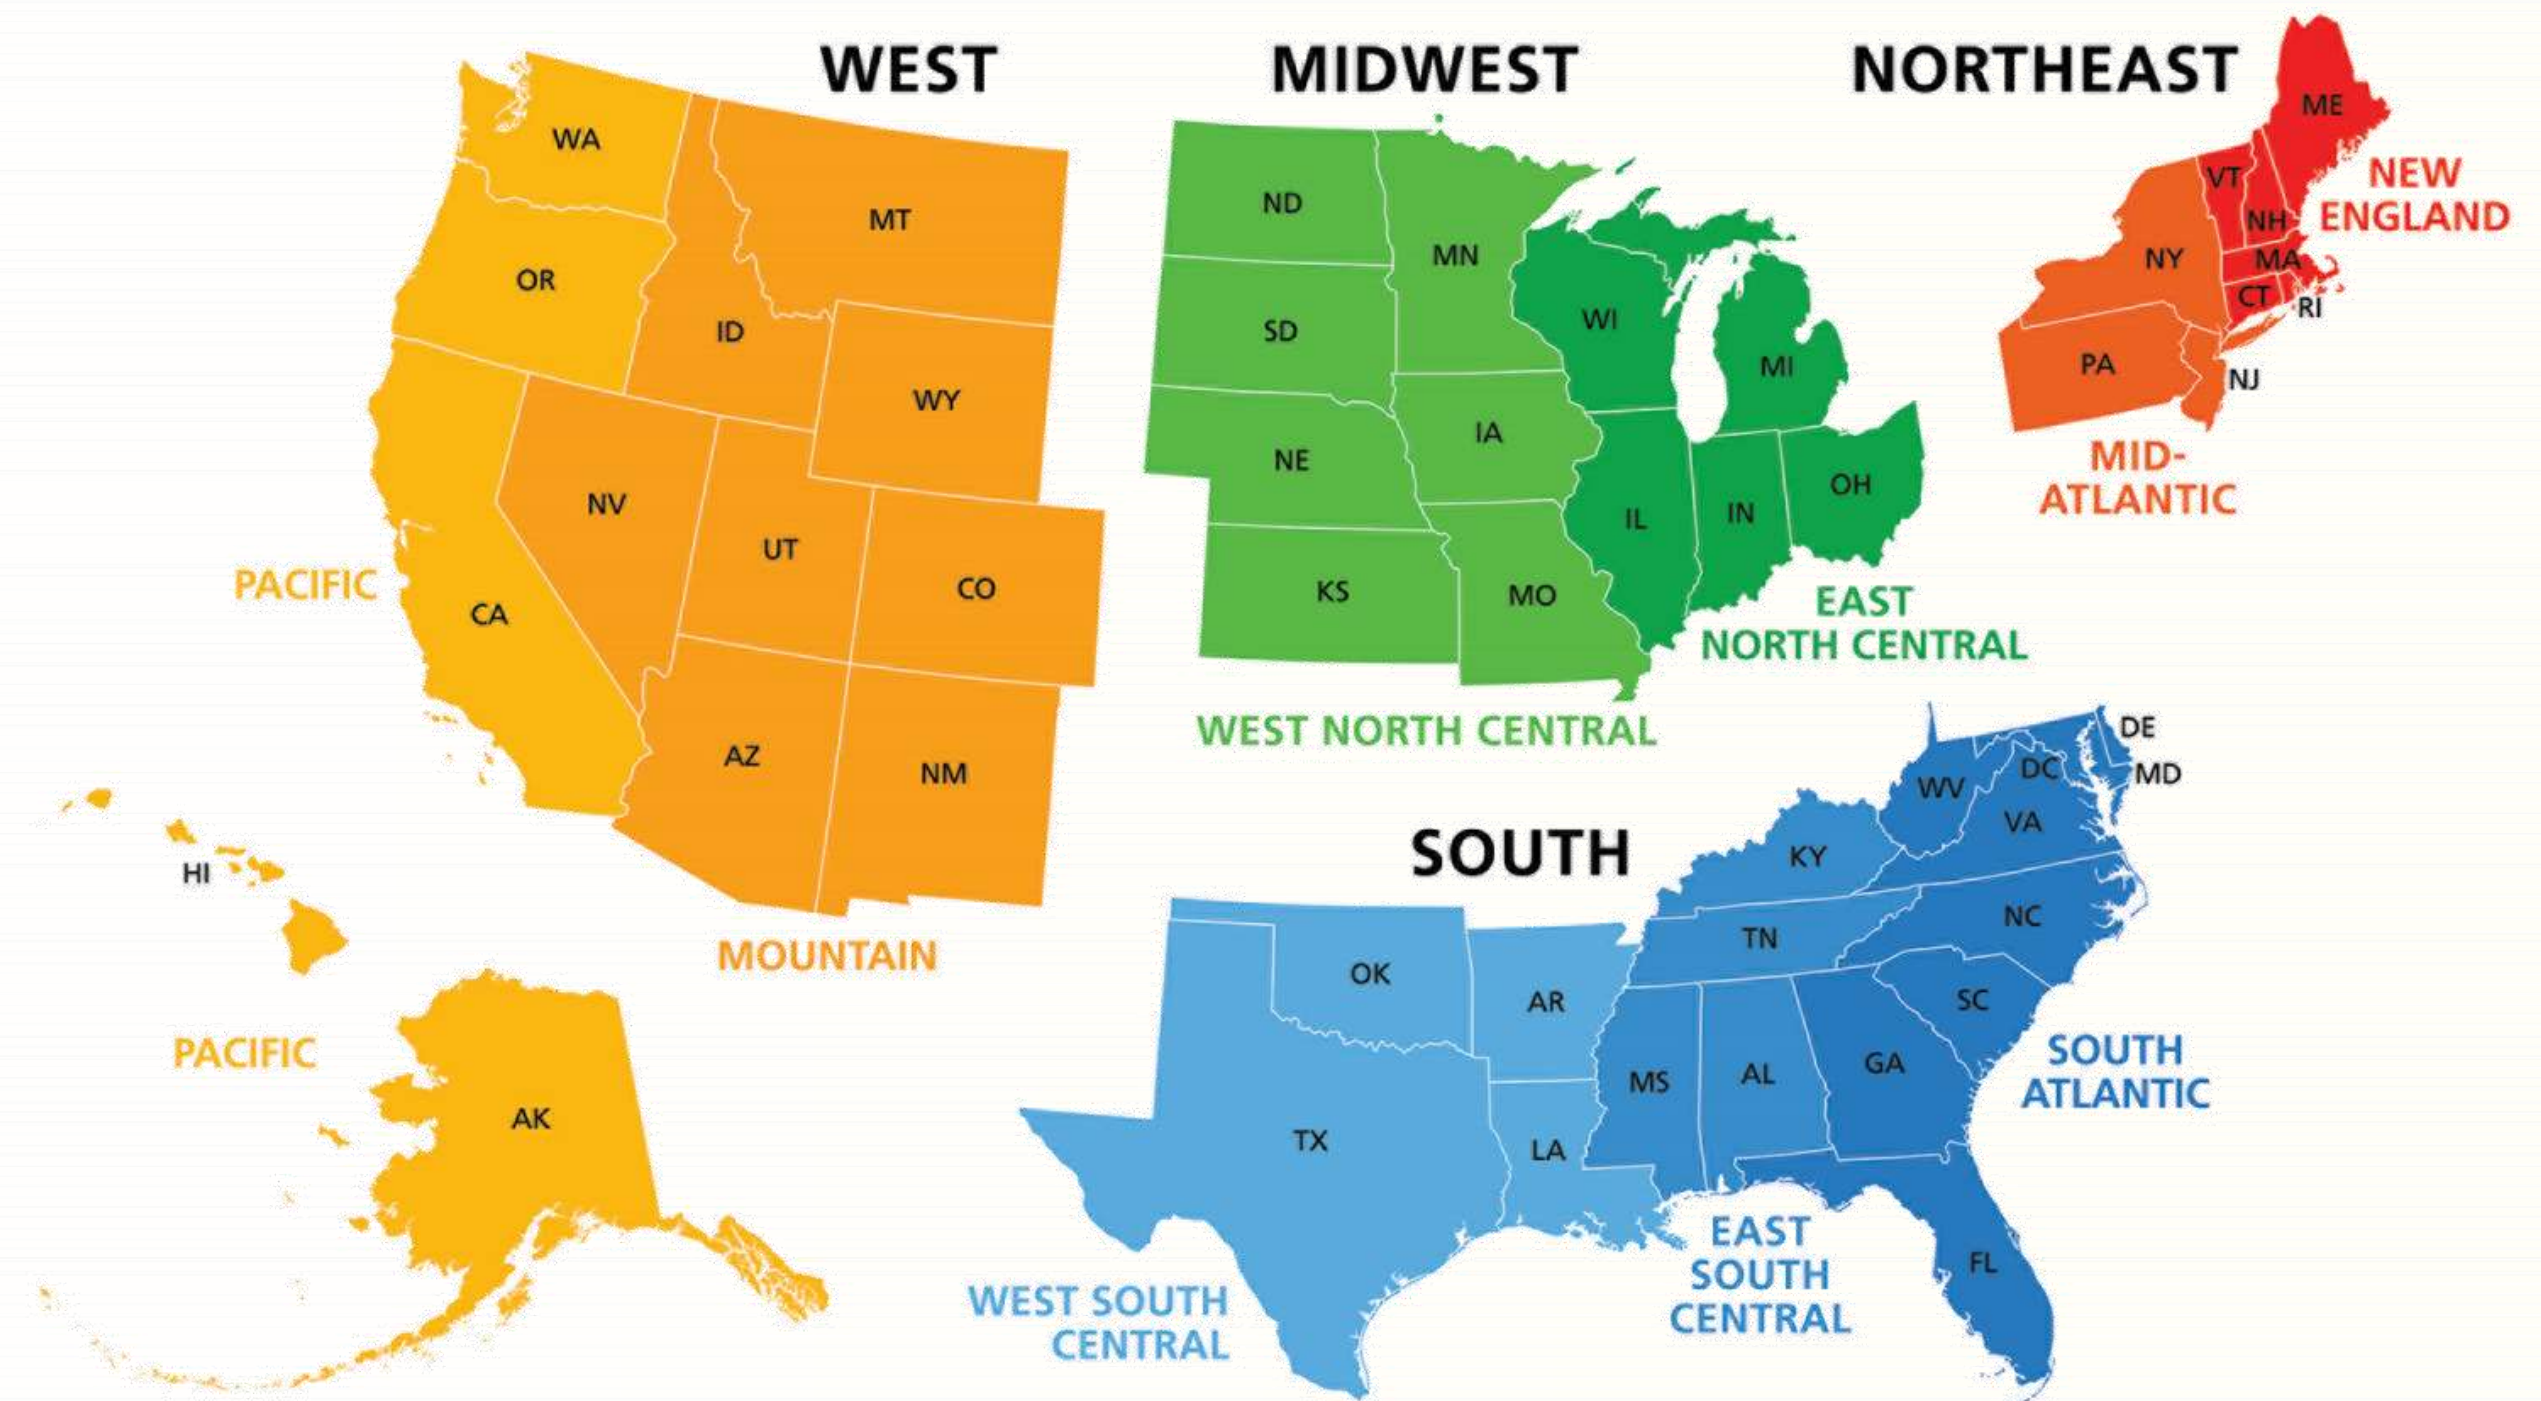 WEST
MIDWEST
NORTHEAST
WA
OR
CA
MT
ID
WY
NV
UT
CO
AZ
NM
PACIFIC
MOUNTAIN
HI
PACIFIC
AK
ND
MN
SD
WI
MI
NE
IA
IL
IN
OH
KS
MO
EAST
NORTH CENTRAL
WEST NORTH CENTRAL
ME
VT
NH
NEW
ENGLAND
NY
MA
CT
RI
PA
NJ
MID-
ATLANTIC
SOUTH
DE
MD
DC
WV
VA
KY
NC
TN
SC
OK
AR
MS
AL
GA
TX
LA
FL
SOUTH
ATLANTIC
EAST
SOUTH
CENTRAL
WEST SOUTH
CENTRAL